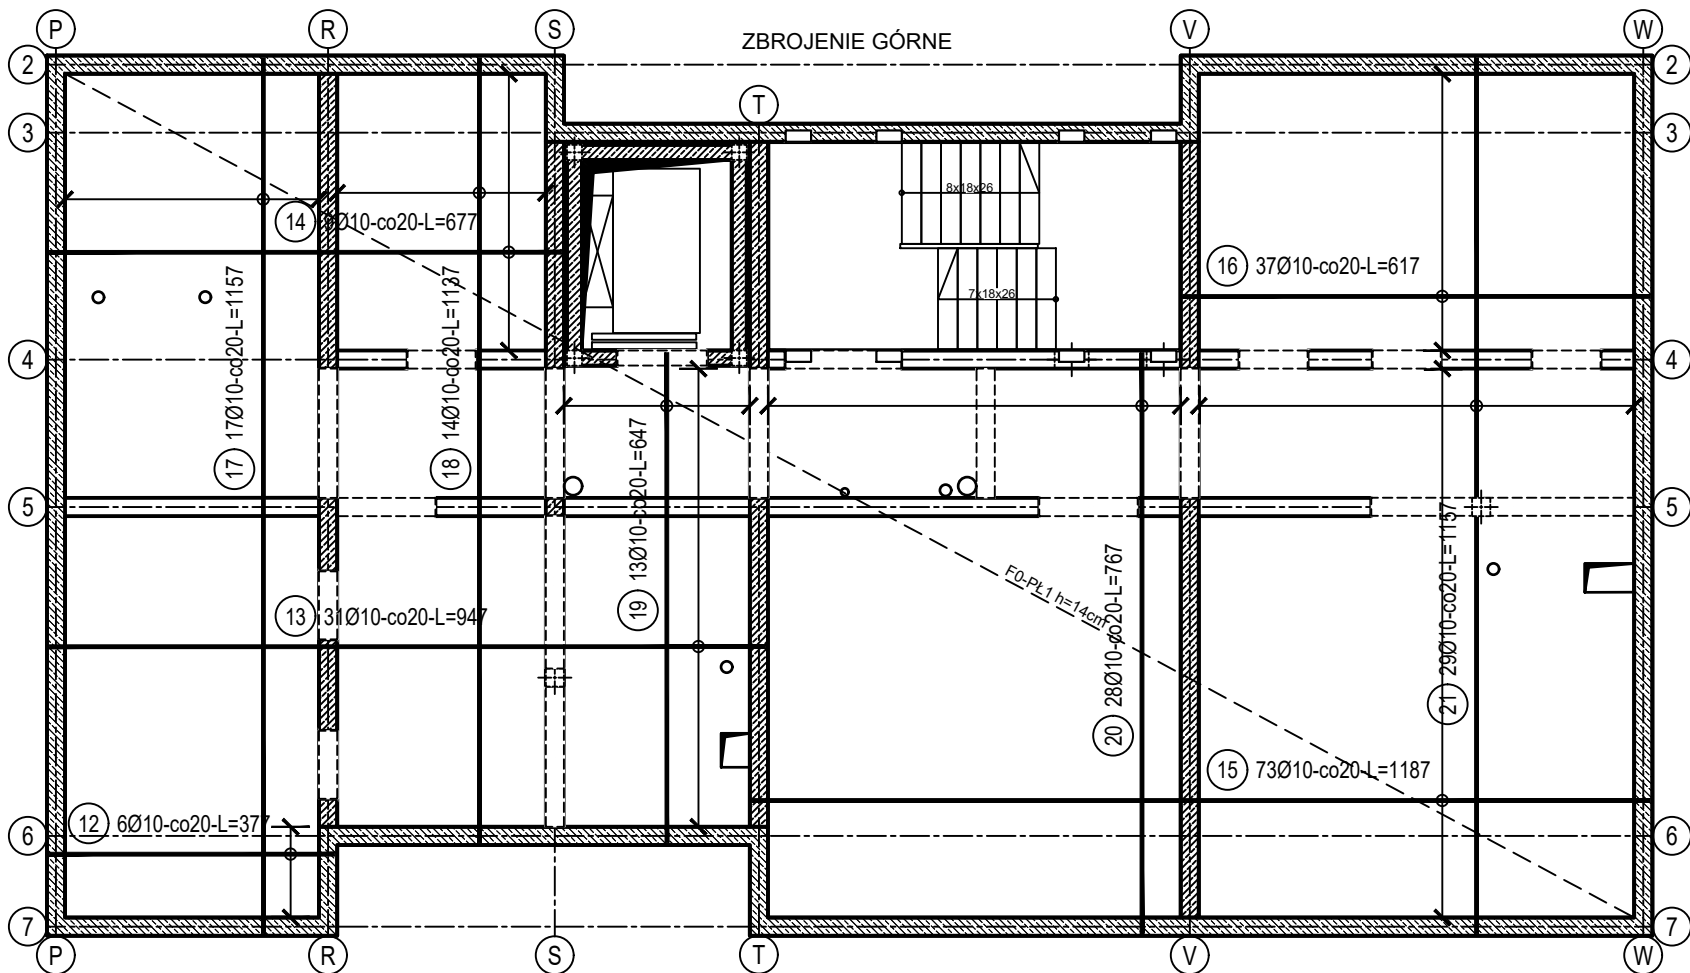 P
R
S
ZBROJENIE GÓRNE
V
W
2
2
T
3
3
8x18x26
14 9Ø10-co20-L=677
16 37Ø10-co20-L=617
7x18x26
4
4
17 17Ø10-co20-L=1157
18 14Ø10-co20-L=1137
19 13Ø10-co20-L=647
5
5
F0-PŁ1 h=14cm
20 28Ø10-co20-L=767
21 29Ø10-co20-L=1157
13 31Ø10-co20-L=947
15 73Ø10-co20-L=1187
12 6Ø10-co20-L=377
6
6
7
7
P
R
S
T
V
W